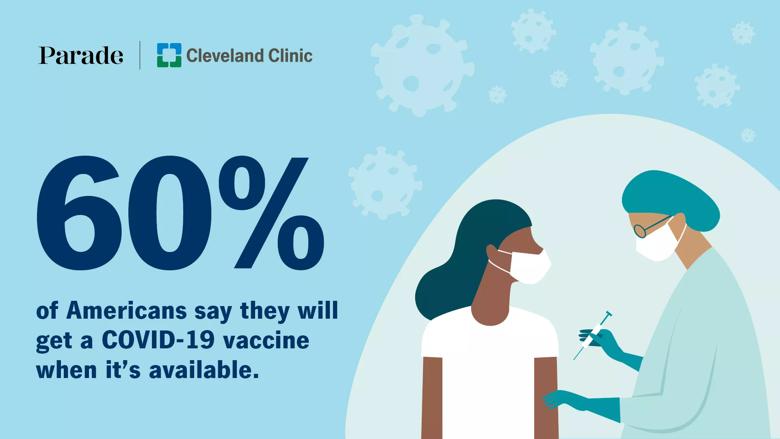 Parade | Cleveland Clinic
60%
of Americans say they will
get a COVID-19 vaccine
when it's available.